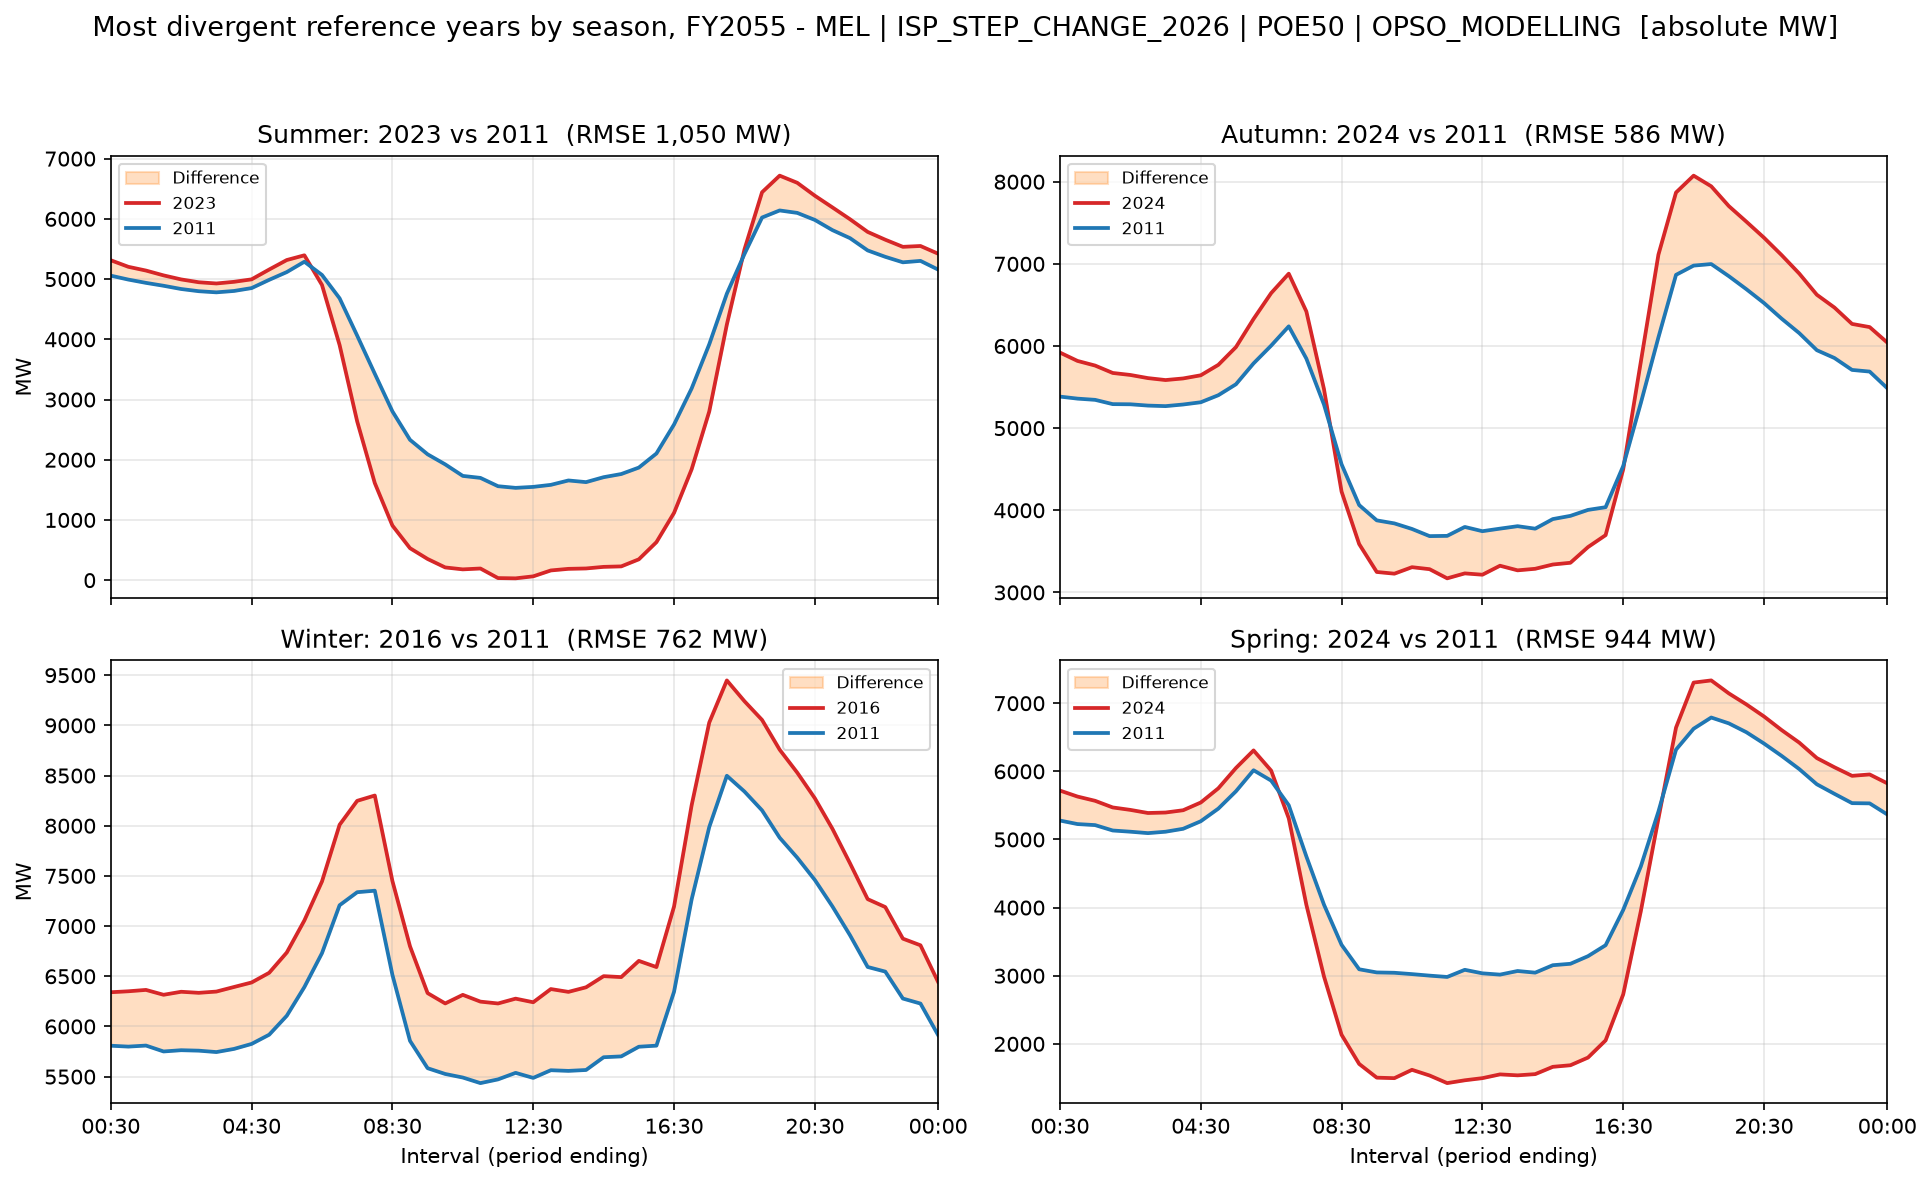 Most divergent reference years by season, FY2055 - MEL | ISP_STEP_CHANGE_2026 | POE50 | OPSO_MODELLING  [absolute MW]
Summer: 2023 vs 2011  (RMSE 1,050 MW)
7000
6000
5000
4000
3000
2000
1000
0
MW
Difference
2023
2011
Autumn: 2024 vs 2011  (RMSE 586 MW)
8000
7000
6000
5000
4000
3000
Difference
2024
2011
Winter: 2016 vs 2011  (RMSE 762 MW)
9500
9000
8500
8000
7500
7000
6500
6000
5500
MW
Difference
2016
2011
00:30 04:30 08:30 12:30 16:30 20:30 00:00
Interval (period ending)
Spring: 2024 vs 2011  (RMSE 944 MW)
7000
6000
5000
4000
3000
2000
Difference
2024
2011
00:30 04:30 08:30 12:30 16:30 20:30 00:00
Interval (period ending)